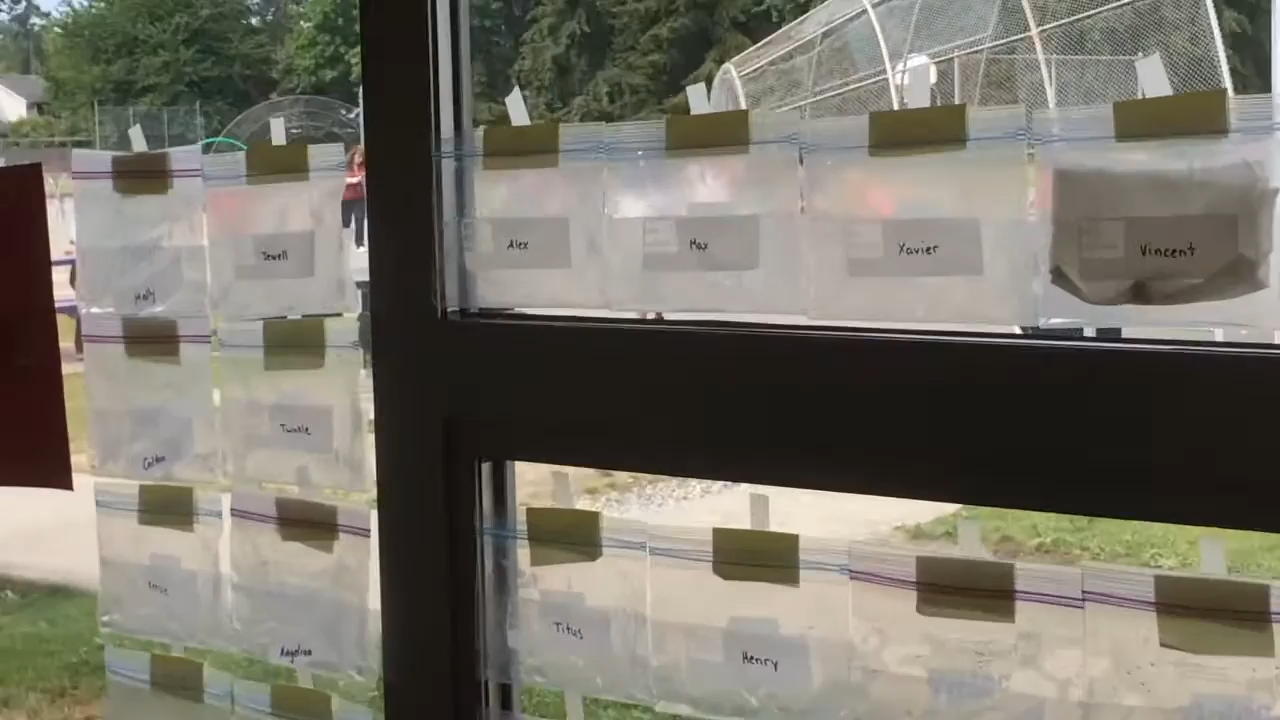 Jewell
Alex
Max
Xavier
Vincent
Molly
Twinkle
Colton
Angelina
Titus
Henry